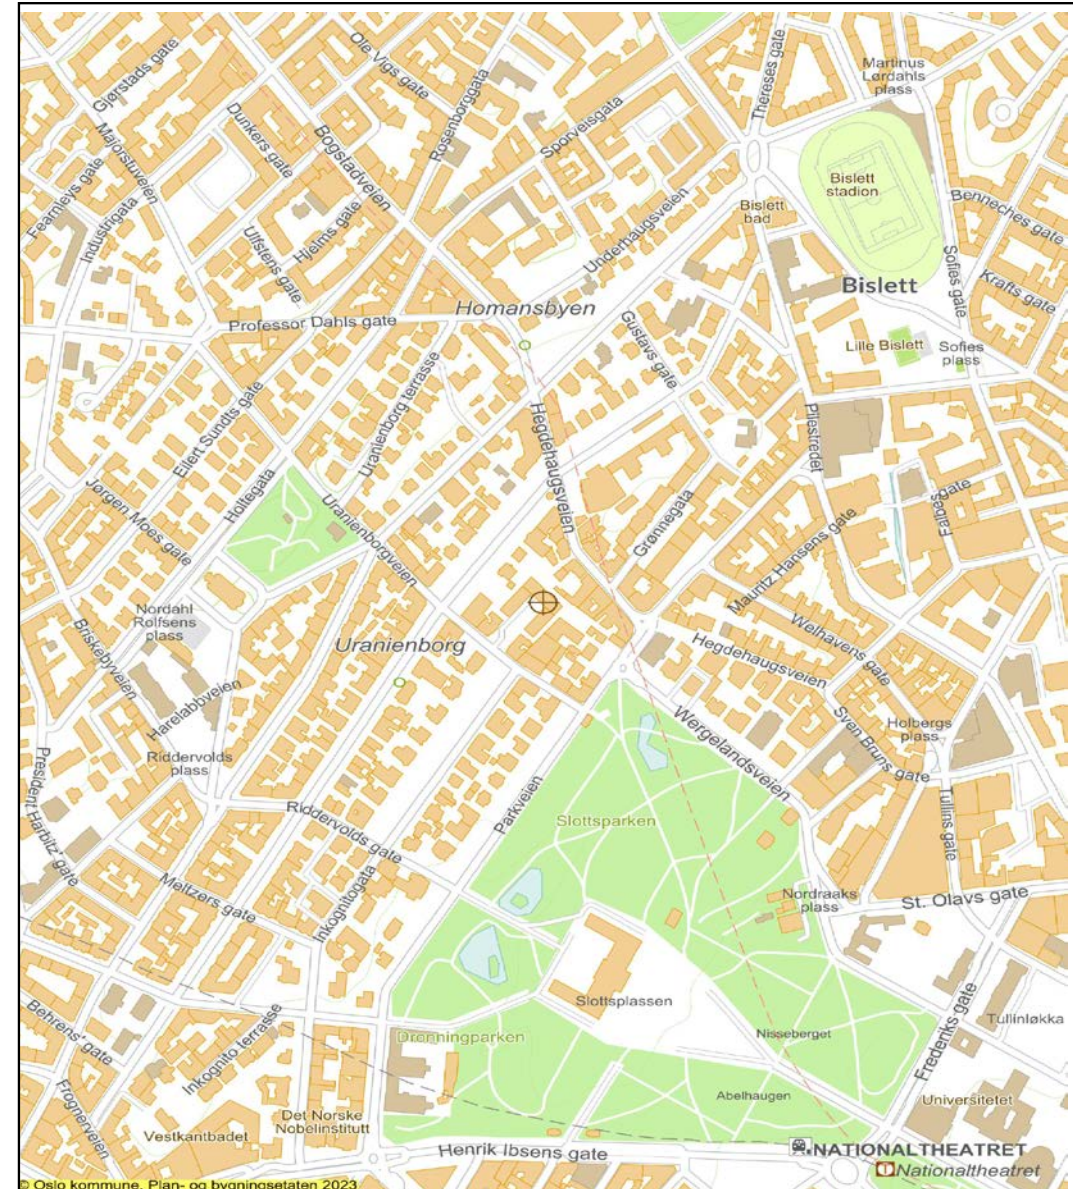 Ole Vigs gate
Gjørstads gate
Thereses gate
Martinus
Lørdahls
plass
Rosenborggata
Dunkers gate
Bogstadveien
Sporveisgata
Majorstuveien
Bislett
stadion
Fearnleys gate
Industrigata
Ulfstens gate
Hjelms gate
Underhaugsveien
Bislett
bad
Benneches gate
Sofies gate
Bislett
Krafts gate
Homansbyen
Professor Dahls gate
Gustavs gate
Lille Bislett
Sofies
plass
Eilert Sundts gate
Uranienborg terrasse
Hegdehaugsveien
Pilestredet
Holtegata
Jørgen Moes gate
Uranienborgveien
Grønnegata
Falbes
gate
Mauritz Hansens gate
Nordahl
Rolfsens
plass
Briskebyveien
Uranienborg
Welhavens gate
Hegdehaugsveien
Harelabbveien
Wergelandsveien
Sven Bruns gate
Holbergs
plass
Riddervolds
plass
President Harbitz' gate
Riddervolds gate
Parkveien
Slottsparken
Tullins gate
Meltzers gate
Inkognitogata
Nordraaks
plass
St. Olavs gate
Slottsplassen
Nisseberget
Frederiks gate
Tullinløkka
Behrens' gate
Inkognito terrasse
Dronningparken
Abelhaugen
Universitetet
Frognerveien
Vestkantbadet
Det Norske
Nobelinstitutt
Henrik Ibsens gate
NATIONALTHEATRET
Nationaltheatret
© Oslo kommune, Plan- og bygningsetaten 2023